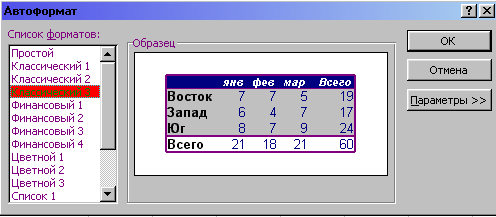 Автоформат
Список форматов:
Простой
Классический 1
Классический 2
Финансовый 1
Финансовый 2
Финансовый 3
Финансовый 4
Цветной 1
Цветной 2
Цветной 3
Список 1
Образец
янв фев мар Всего
Восток 7 7 5 19
Запад 6 4 7 17
Юг 8 7 9 24
Всего 21 18 21 60
ОК
Отмена
Параметры >>